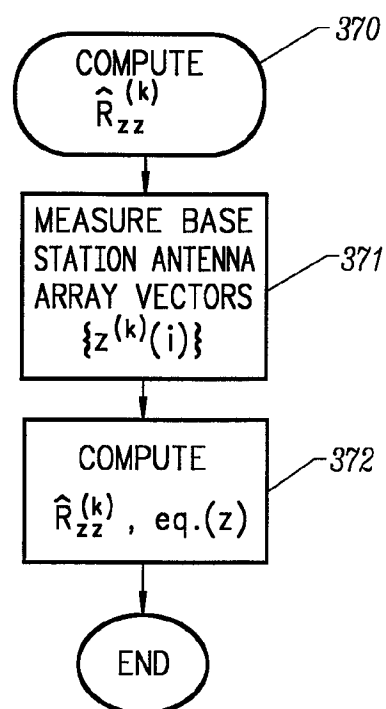 370
COMPUTE
R̂zz(k)
MEASURE BASE
STATION ANTENNA
ARRAY VECTORS
{z(k)(i)}
371
COMPUTE
R̂zz(k) , eq.(z)
372
END